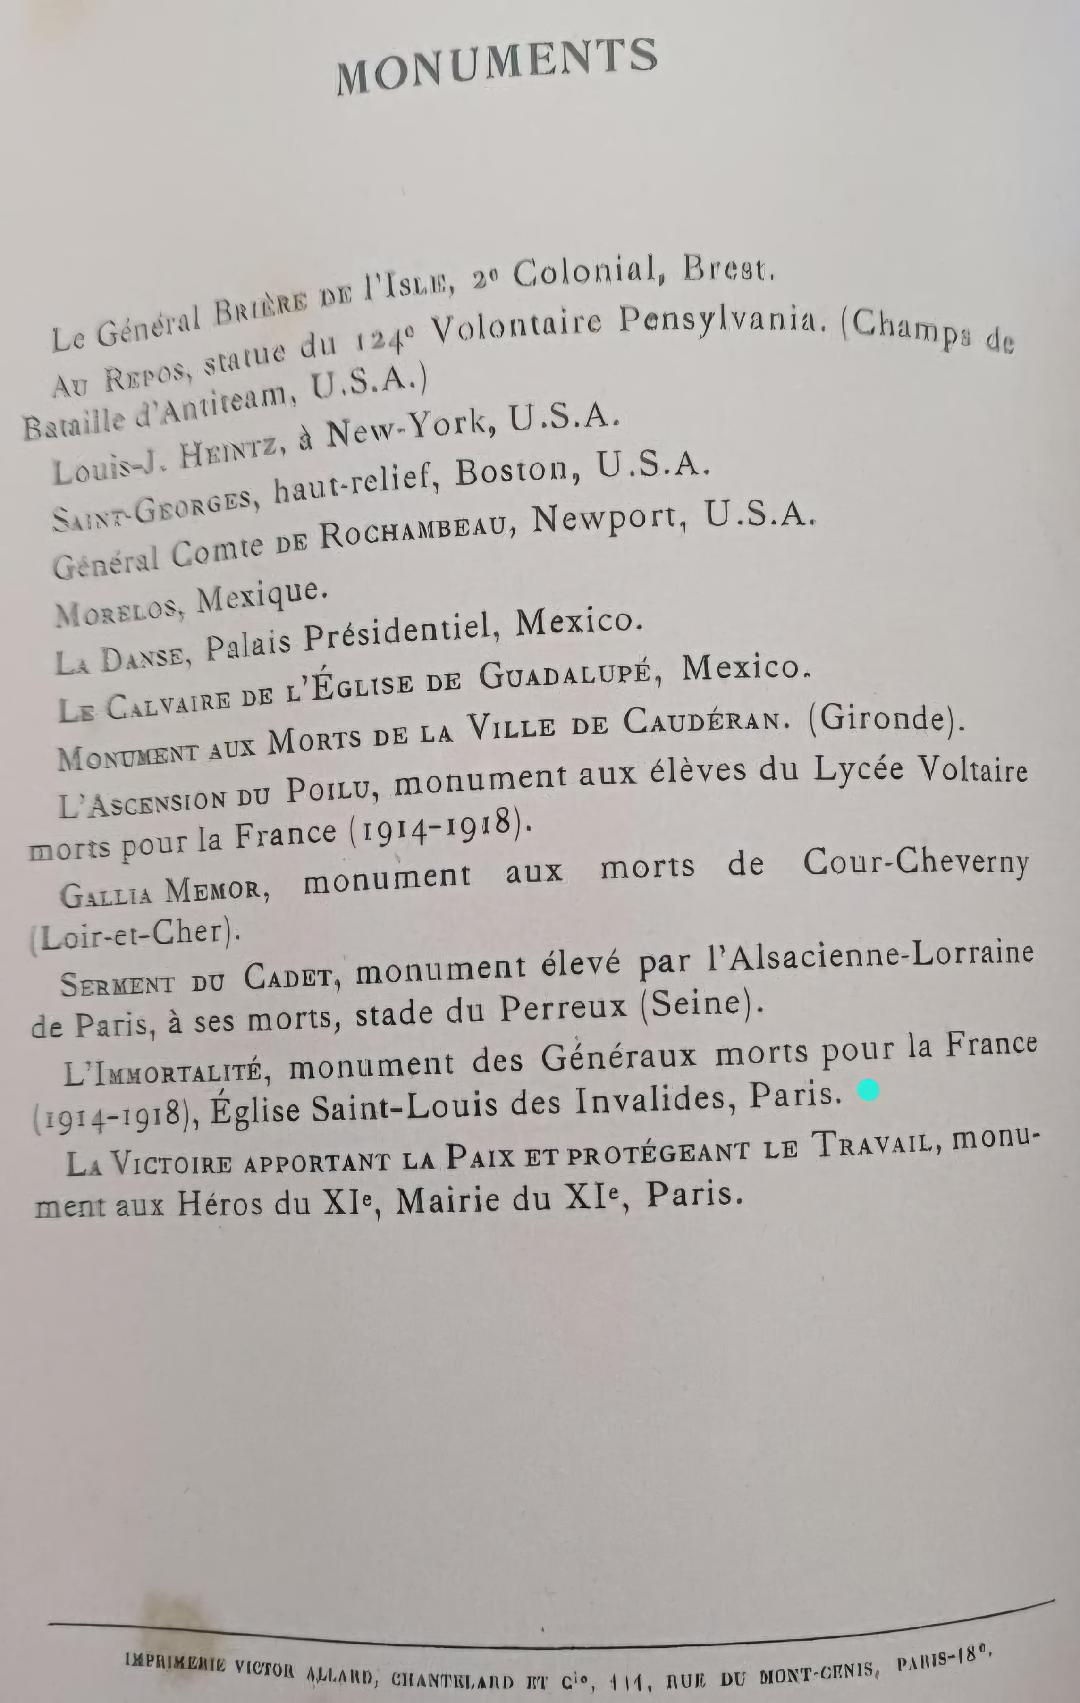 MONUMENTS
Le Général BRIÈRE DE l'ISLE, 2e Colonial, Brest.
AU REPOS, statue du 124e Volontaire Pensylvania. (Champs de
Bataille d'Antiteam, U.S.A.)
Louis-J. HEINTZ, à New-York, U.S.A.
SAINT-GEORGES, haut-relief, Boston, U.S.A.
Général Comte DE ROCHAMBEAU, Newport, U.S.A.
MORELOS, Mexique.
LA DANSE, Palais Présidentiel, Mexico.
LE CALVAIRE DE L'ÉGLISE DE GUADALUPÉ, Mexico.
MONUMENT AUX MORTS DE LA VILLE DE CAUDÉRAN. (Gironde).
L'ASCENSION DU POILU, monument aux élèves du Lycée Voltaire
morts pour la France (1914-1918).
GALLIA MEMOR, monument aux morts de Cour-Cheverny
(Loir-et-Cher).
SERMENT DU CADET, monument élevé par l'Alsacienne-Lorraine
de Paris, à ses morts, stade du Perreux (Seine).
L'IMMORTALITÉ, monument des Généraux morts pour la France
(1914-1918), Église Saint-Louis des Invalides, Paris.
LA VICTOIRE APPORTANT LA PAIX ET PROTÉGEANT LE TRAVAIL, monu-
ment aux Héros du XIe, Mairie du XIe, Paris.
IMPRIMERIE VICTOR ALLARD, CHANTELARD ET Cie, 111, RUE DU MONT-CENIS, PARIS-18e.